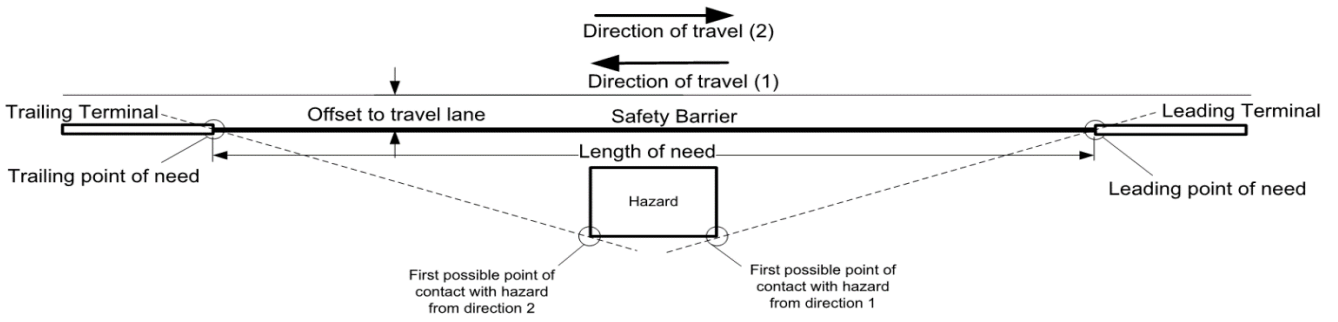 Direction of travel (2)
Direction of travel (1)
Trailing Terminal
Offset to travel lane
Safety Barrier
Leading Terminal
Length of need
Trailing point of need
Leading point of need
Hazard
First possible point of
contact with hazard
from direction 2
First possible point of
contact with hazard
from direction 1